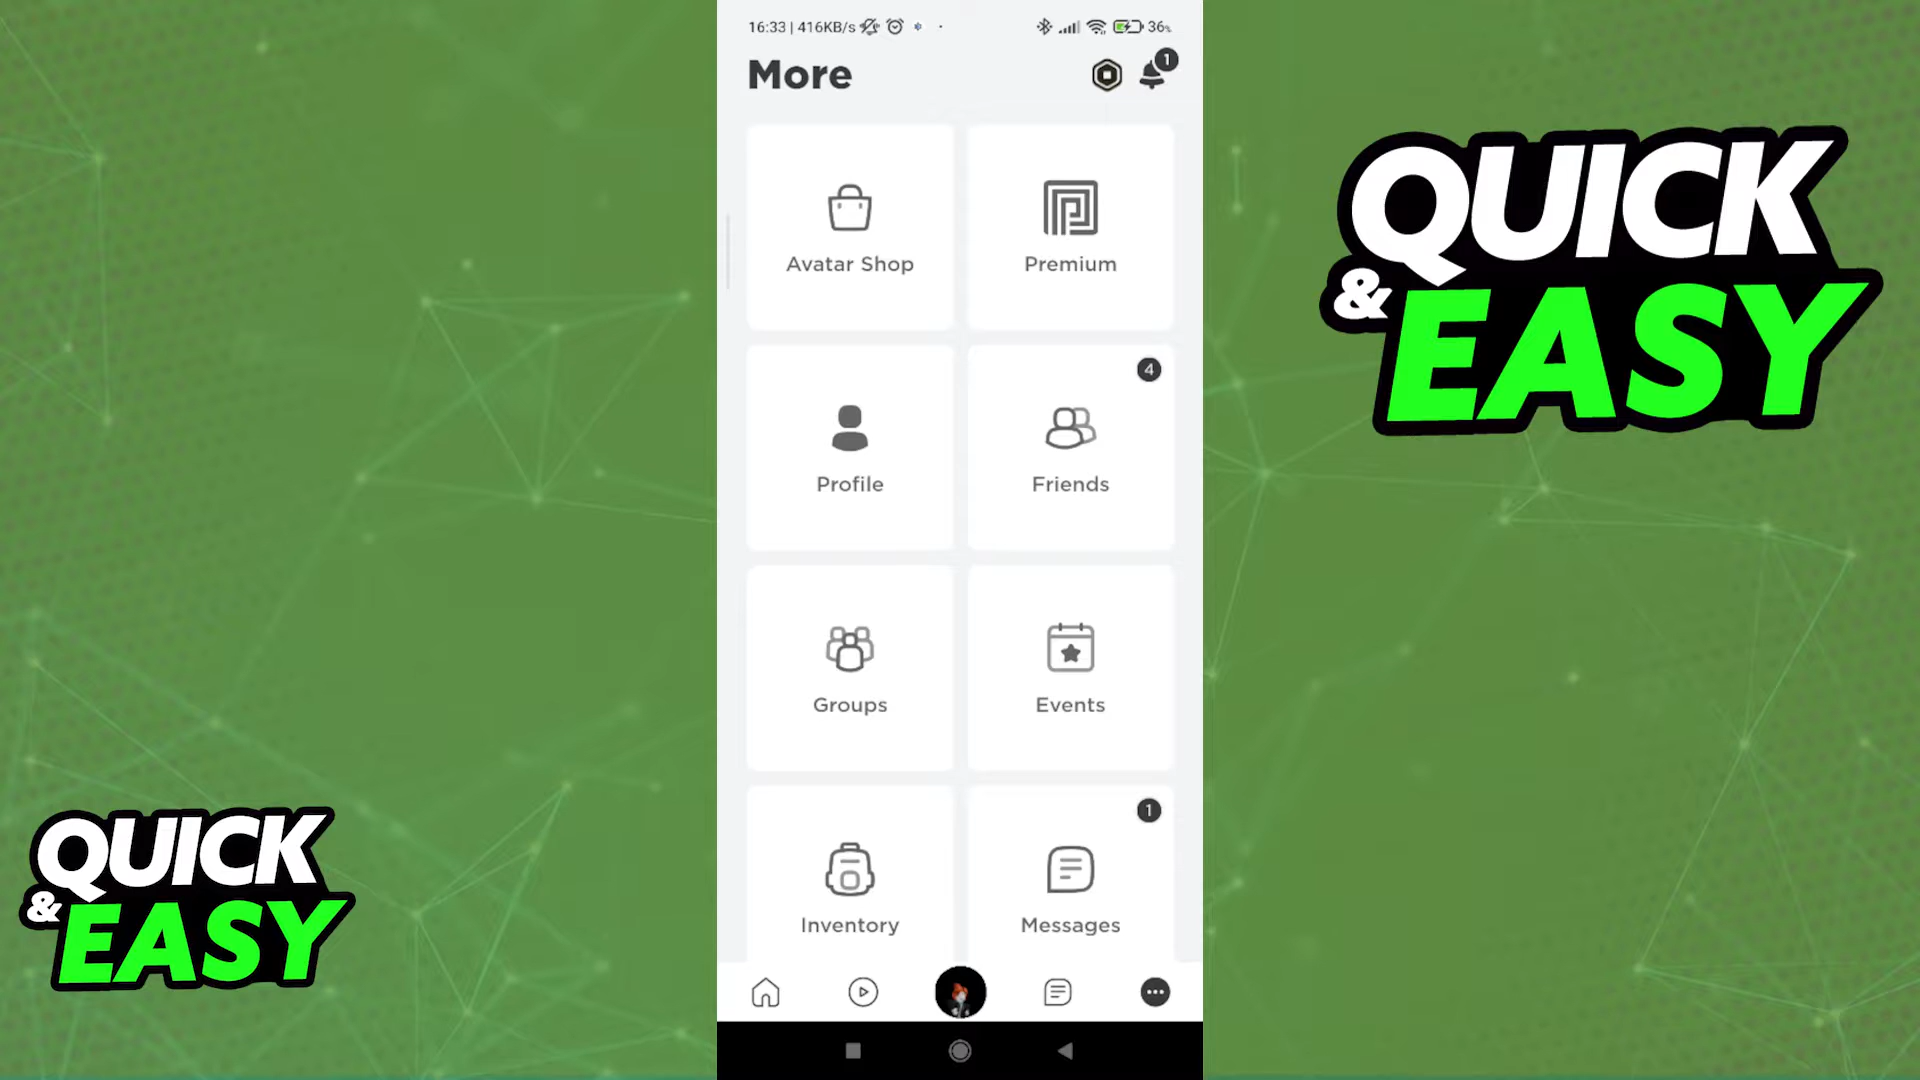 16:33 | 416KB/s
36%
More
1
Avatar Shop
Premium
4
Profile
Friends
Groups
Events
1
Inventory
Messages
QUICK
& EASY
QUICK
& EASY